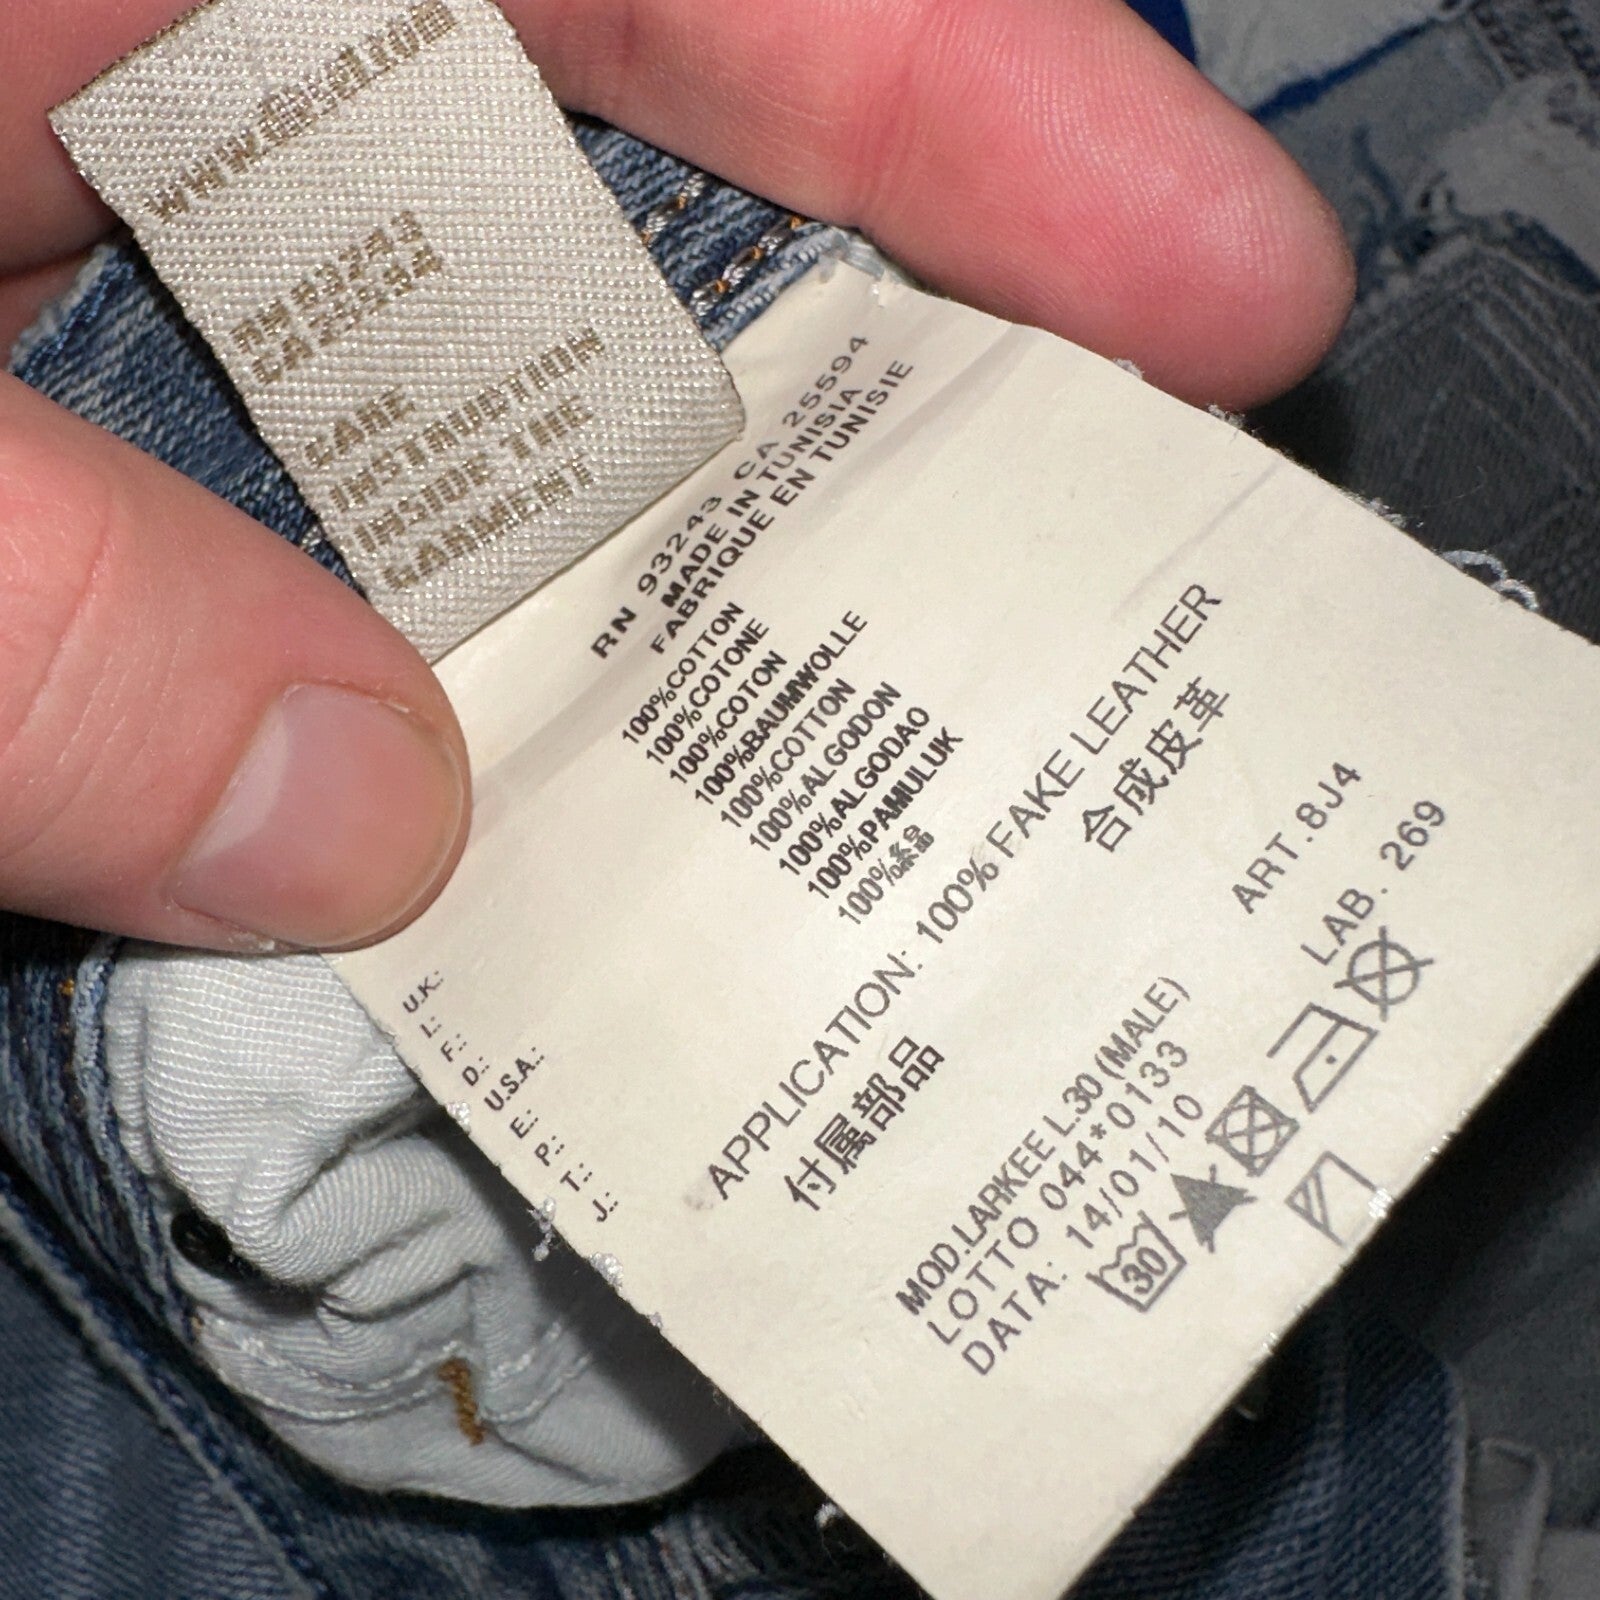 RN 93243
CA 25594
CARE
INSTRUCTION
INSIDE THE
GARMENT
RN 93243 CA 25594
MADE IN TUNISIA
FABRIQUE EN TUNISIE
U.K.: 100%COTTON
I.: 100%COTONE
F.: 100%COTON
D.: 100%BAUMWOLLE
U.S.A.: 100%COTTON
E.: 100%ALGODON
P.: 100%ALGODAO
T.: 100%PAMULUK
J.: 100%綿
APPLICATION: 100% FAKE LEATHER
付属部品 合成皮革
MOD.LARKEE L.30 (MALE) ART.8J4
LOTTO 044*0133 LAB. 269
DATA: 14/01/10
30